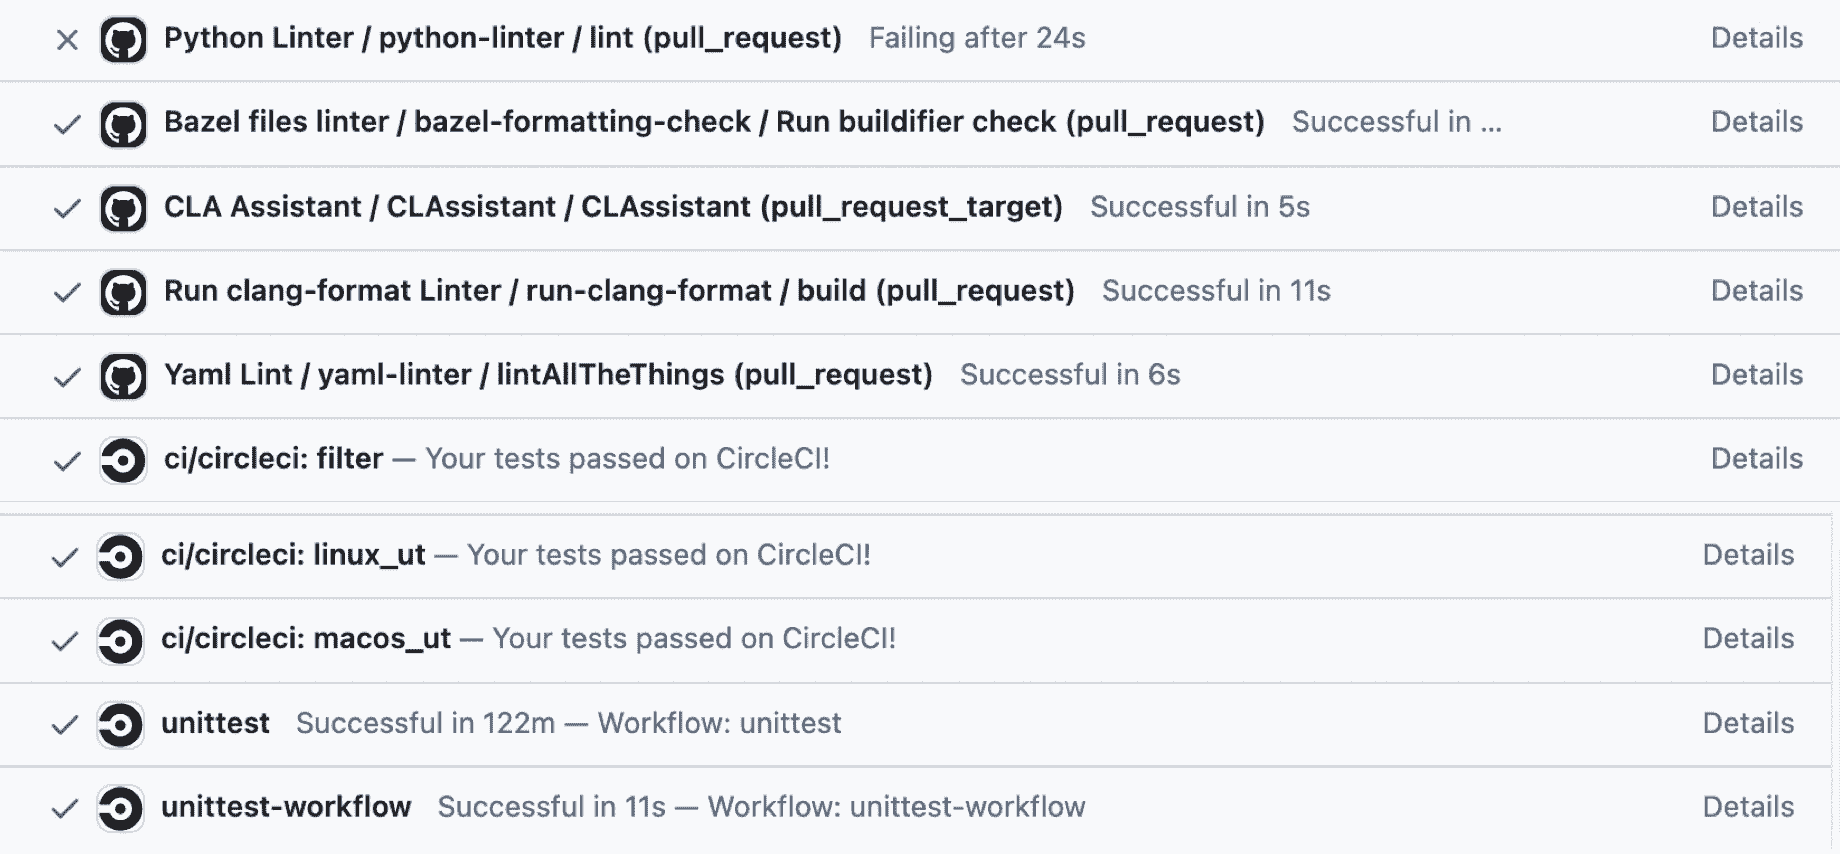 Python Linter / python-linter / lint (pull_request) Failing after 24s Details
Bazel files linter / bazel-formatting-check / Run buildifier check (pull_request) Successful in ... Details
CLA Assistant / CLAssistant / CLAssistant (pull_request_target) Successful in 5s Details
Run clang-format Linter / run-clang-format / build (pull_request) Successful in 11s Details
Yaml Lint / yaml-linter / lintAllTheThings (pull_request) Successful in 6s Details
ci/circleci: filter — Your tests passed on CircleCI! Details
ci/circleci: linux_ut — Your tests passed on CircleCI! Details
ci/circleci: macos_ut — Your tests passed on CircleCI! Details
unittest Successful in 122m — Workflow: unittest Details
unittest-workflow Successful in 11s — Workflow: unittest-workflow Details